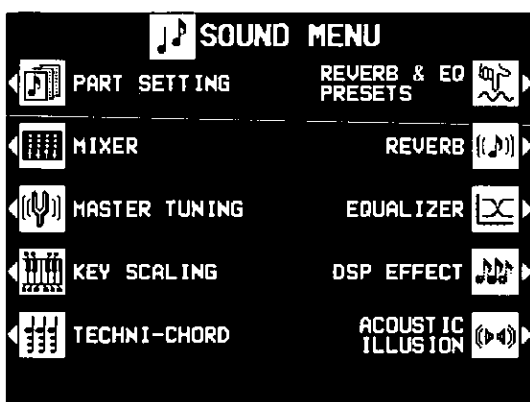 SOUND MENU
PART SETTING
REVERB & EQ
PRESETS
MIXER
REVERB
MASTER TUNING
EQUALIZER
KEY SCALING
DSP EFFECT
TECHNI-CHORD
ACOUSTIC
ILLUSION